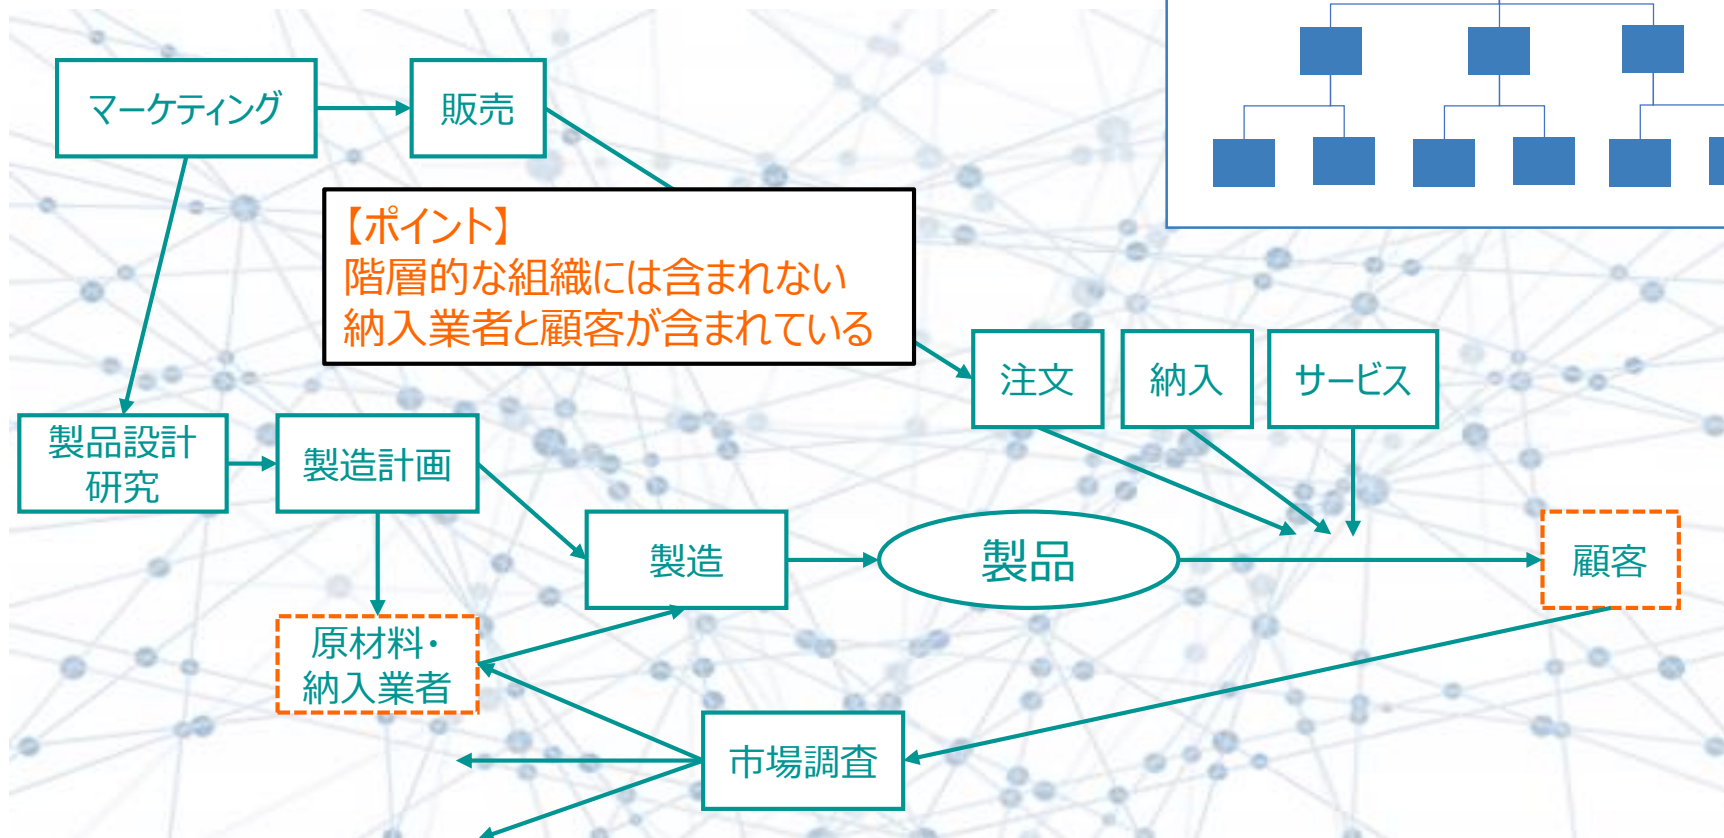 マーケティング
販売
【ポイント】
階層的な組織には含まれない
納入業者と顧客が含まれている
注文
納入
サービス
製品設計
研究
製造計画
製造
製品
顧客
原材料・
納入業者
市場調査